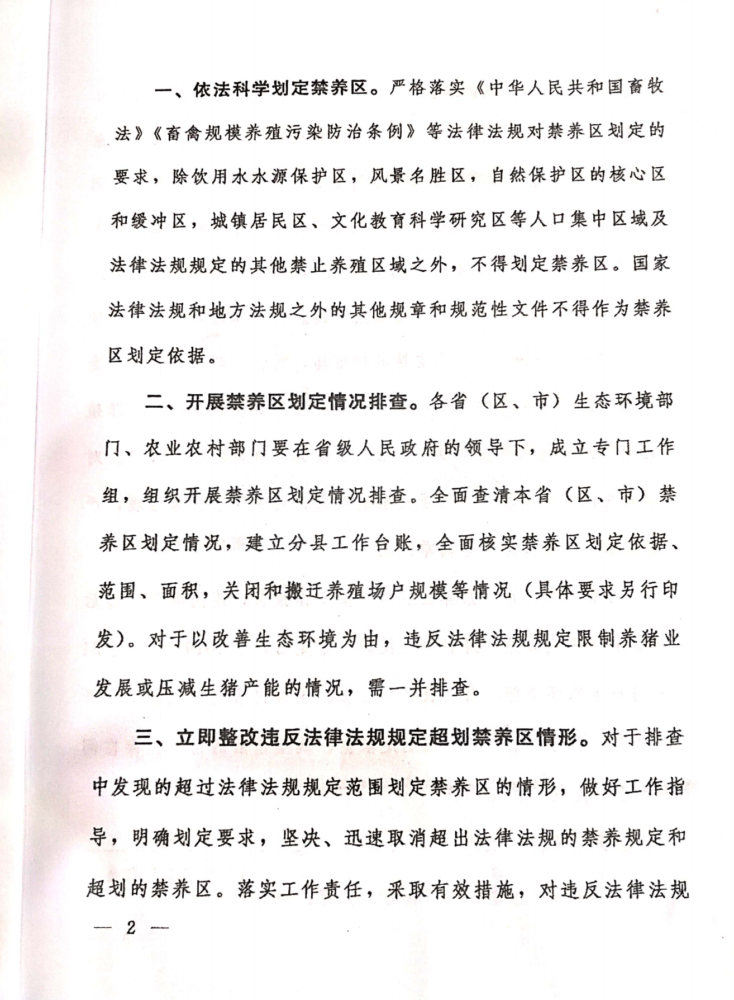 一、依法科学划定禁养区。严格落实《中华人民共和国畜牧
法》《畜禽规模养殖污染防治条例》等法律法规对禁养区划定的
要求，除饮用水水源保护区，风景名胜区，自然保护区的核心区
和缓冲区，城镇居民区、文化教育科学研究区等人口集中区域及
法律法规规定的其他禁止养殖区域之外，不得划定禁养区。国家
法律法规和地方法规之外的其他规章和规范性文件不得作为禁养
区划定依据。
二、开展禁养区划定情况排查。各省（区、市）生态环境部
门、农业农村部门要在省级人民政府的领导下，成立专门工作
组，组织开展禁养区划定情况排查。全面查清本省（区、市）禁
养区划定情况，建立分县工作台账，全面核实禁养区划定依据、
范围、面积，关闭和搬迁养殖场户规模等情况（具体要求另行印
发）。对于以改善生态环境为由，违反法律法规规定限制养猪业
发展或压减生猪产能的情况，需一并排查。
三、立即整改违反法律法规规定超划禁养区情形。对于排查
中发现的超过法律法规规定范围划定禁养区的情形，做好工作指
导，明确划定要求，坚决、迅速取消超出法律法规的禁养规定和
超划的禁养区。落实工作责任，采取有效措施，对违反法律法规
— 2 —